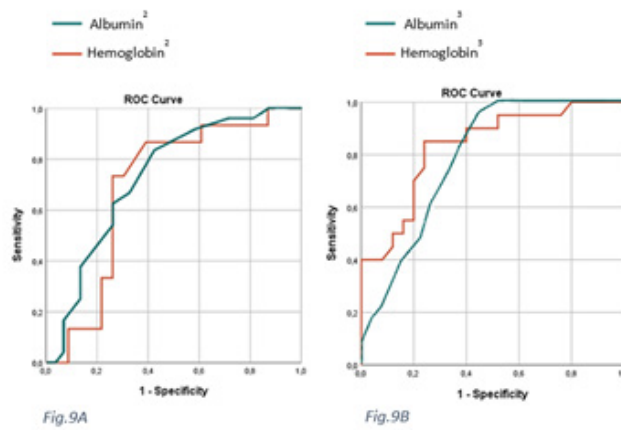 Albumin²
Hemoglobin²
ROC Curve
1,0
0,8
0,6
0,4
0,2
0,0
Sensitivity
0,0 0,2 0,4 0,6 0,8 1,0
1 - Specificity
Fig.9A
Albumin³
Hemoglobin³
ROC Curve
1,0
0,8
0,6
0,4
0,2
0,0
Sensitivity
0,0 0,2 0,4 0,6 0,8 1,0
1 - Specificity
Fig.9B